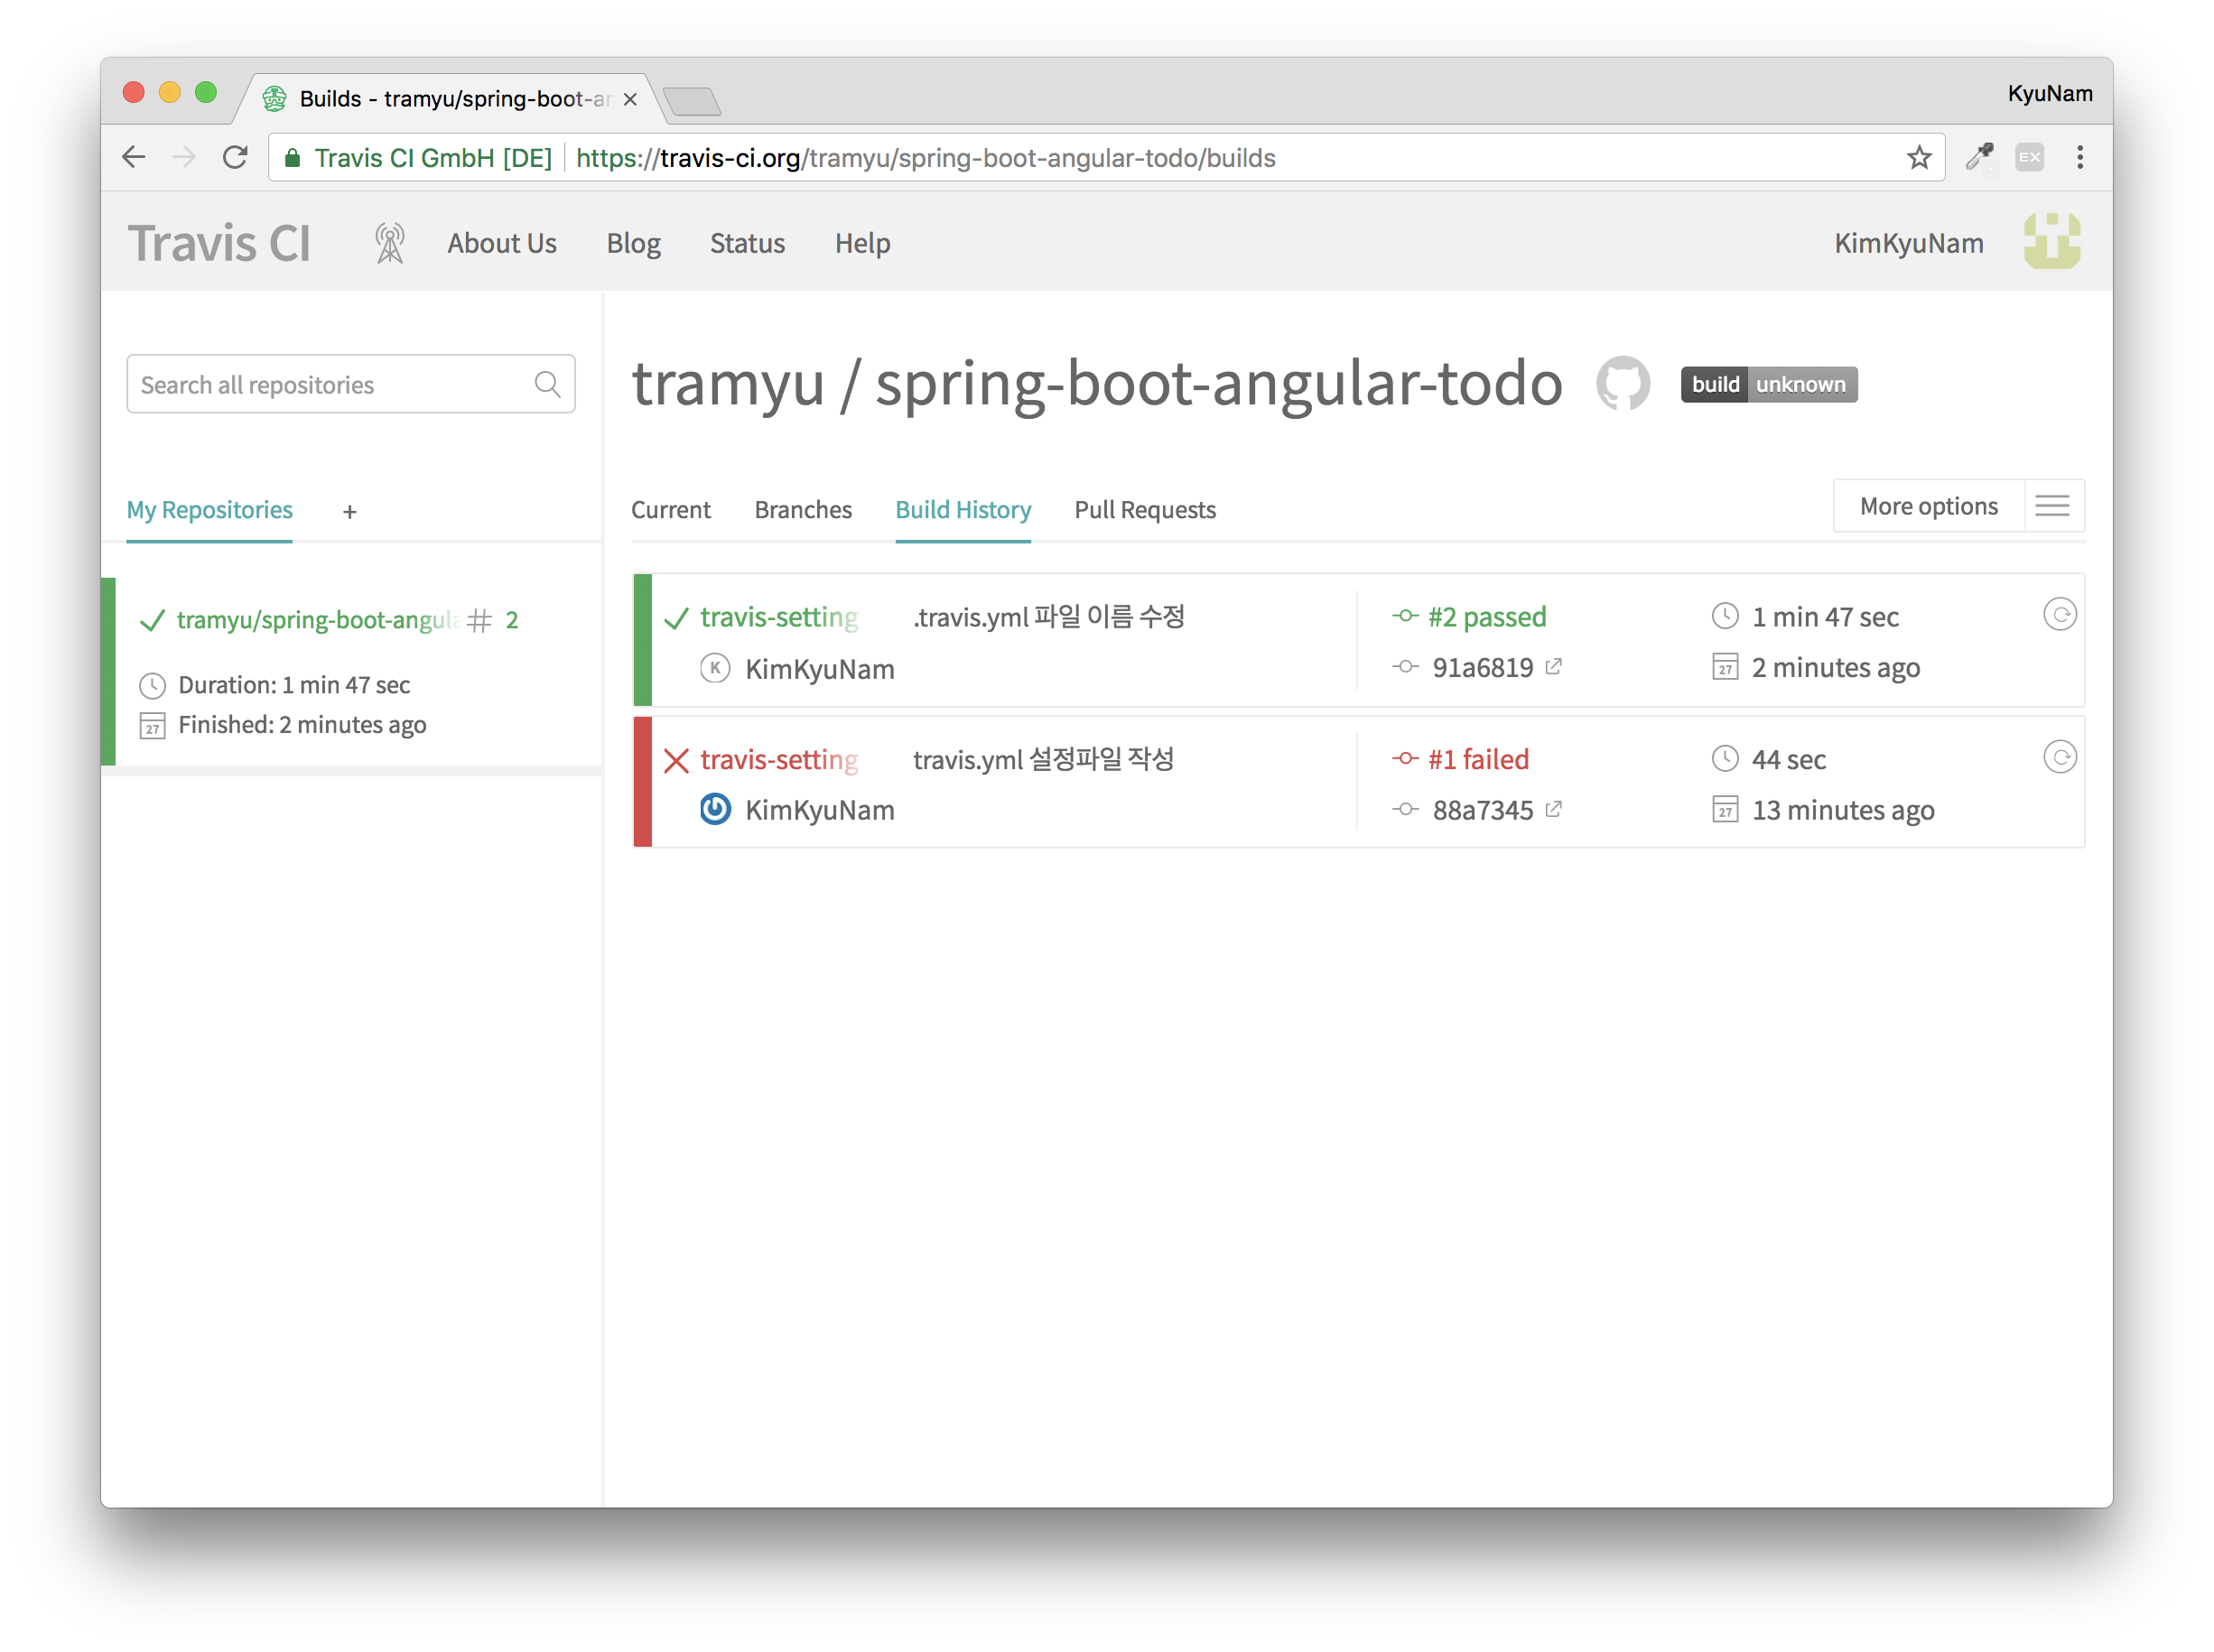 Builds - tramyu/spring-boot-an
KyuNam
Travis CI GmbH [DE] https://travis-ci.org/tramyu/spring-boot-angular-todo/builds
EX
Travis CI About Us Blog Status Help KimKyuNam
Search all repositories
tramyu / spring-boot-angular-todo build unknown
My Repositories +
Current Branches Build History Pull Requests More options
tramyu/spring-boot-angula # 2
Duration: 1 min 47 sec
27 Finished: 2 minutes ago
travis-setting .travis.yml 파일 이름 수정 #2 passed 1 min 47 sec
K KimKyuNam 91a6819 27 2 minutes ago
travis-setting travis.yml 설정파일 작성 #1 failed 44 sec
KimKyuNam 88a7345 27 13 minutes ago